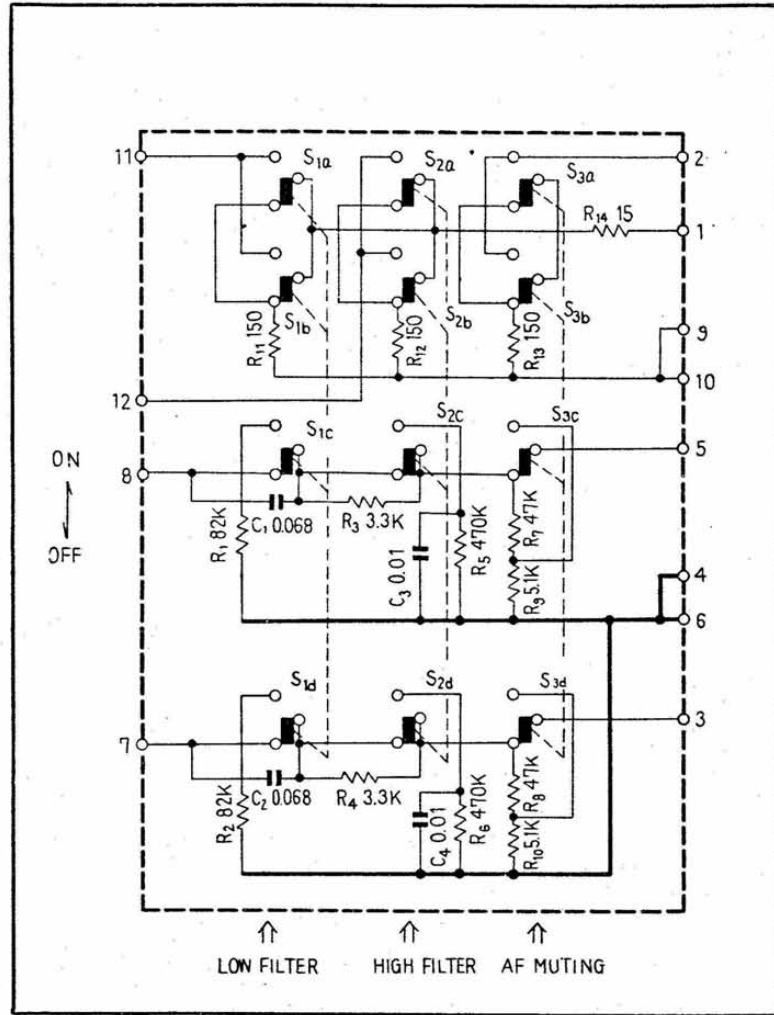 11 S1a S2a S3a 2
R14 15 1
S1b S2b S3b
R11 150 R12 150 R13 150 9
10
12
ON S1c S2c S3c 5
8
OFF R1 82K C1 0.068 R3 3.3K C3 0.01 R5 470K R7 47K
R9 5.1K 4
6
S1d S2d S3d 3
7
R2 82K C2 0.068 R4 3.3K C4 0.01 R6 470K R8 47K
R10 5.1K
LOW FILTER HIGH FILTER AF MUTING